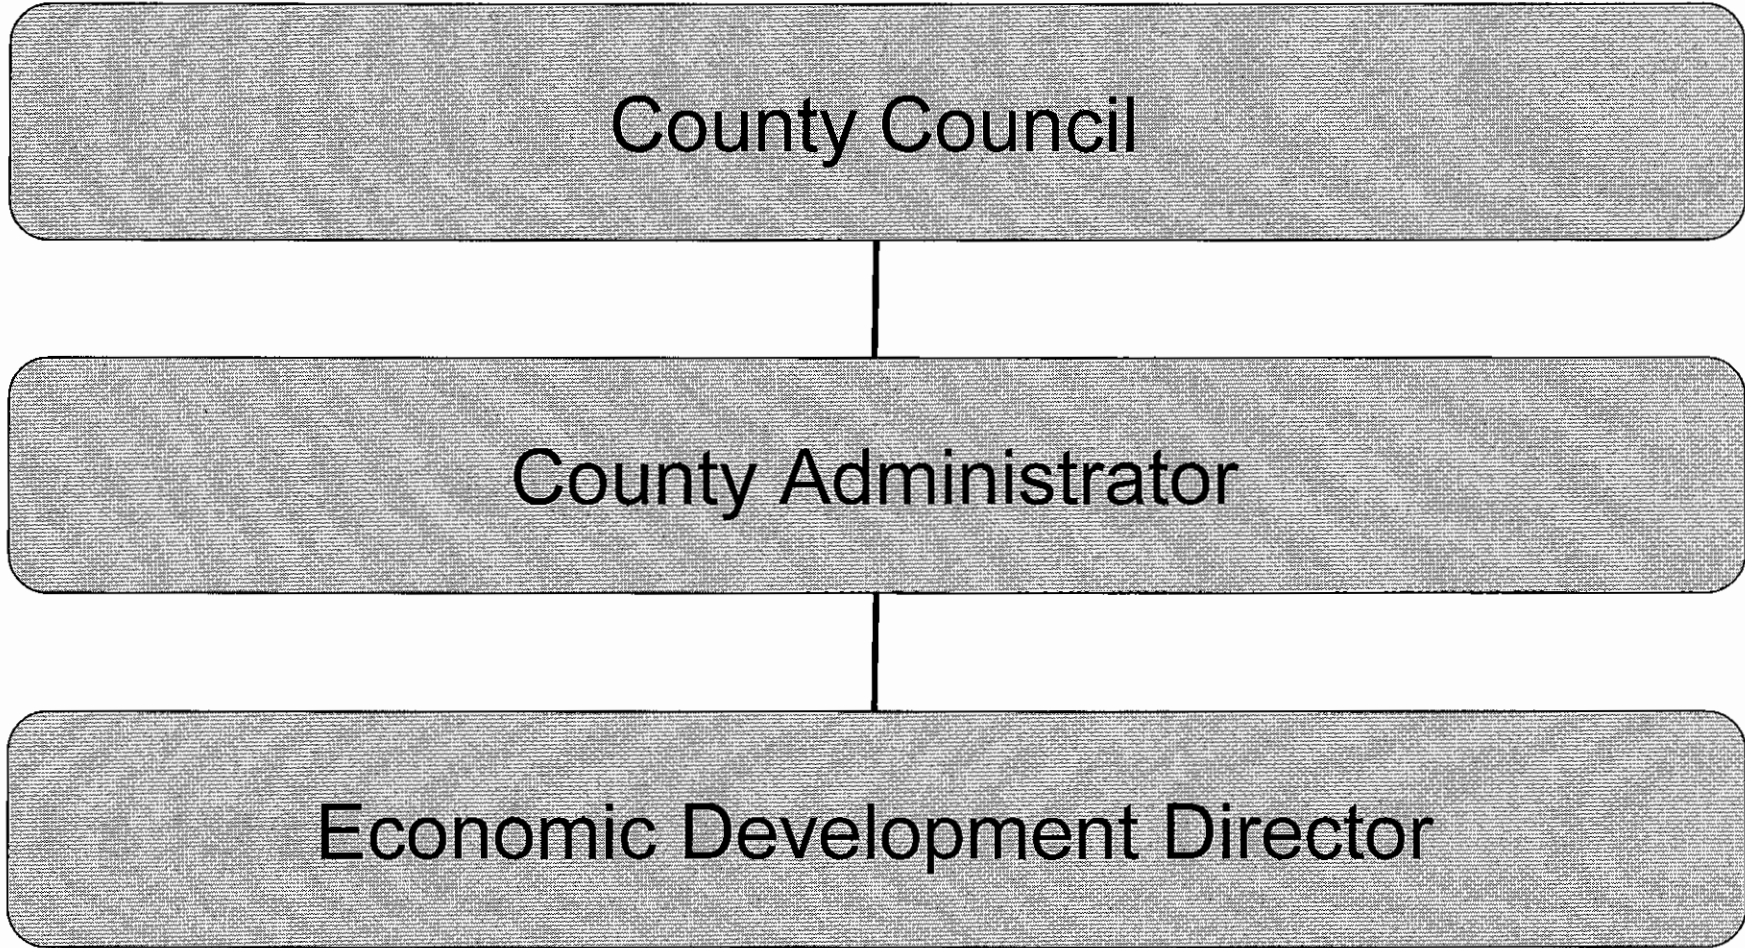 County Council
County Administrator
Economic Development Director